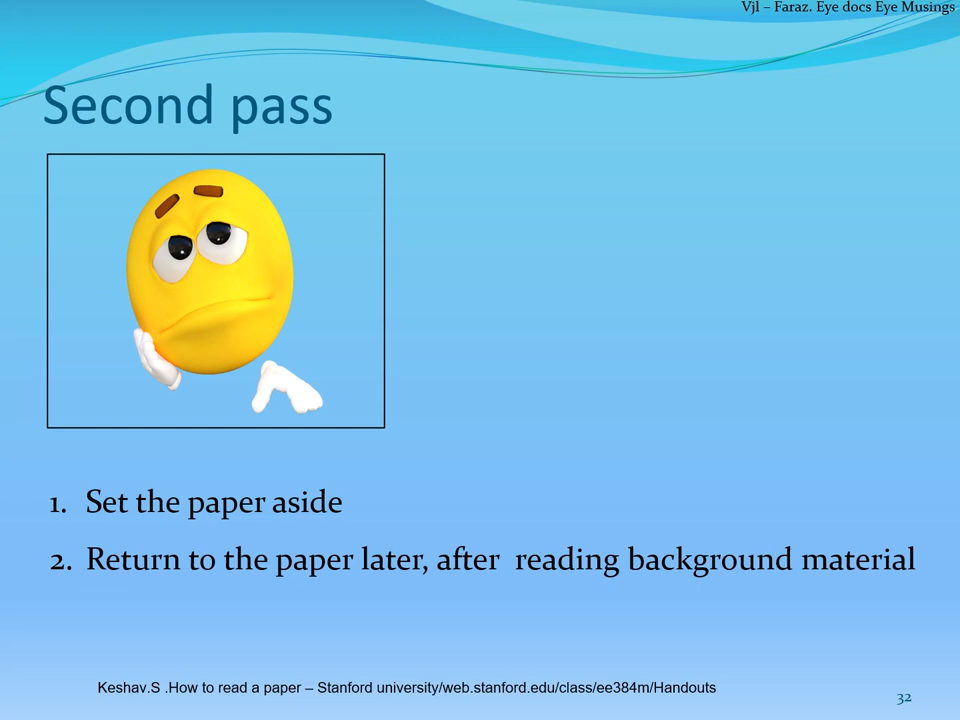 Vjl – Faraz. Eye docs Eye Musings
Second pass
1. Set the paper aside
2. Return to the paper later, after reading background material
Keshav.S .How to read a paper – Stanford university/web.stanford.edu/class/ee384m/Handouts
32